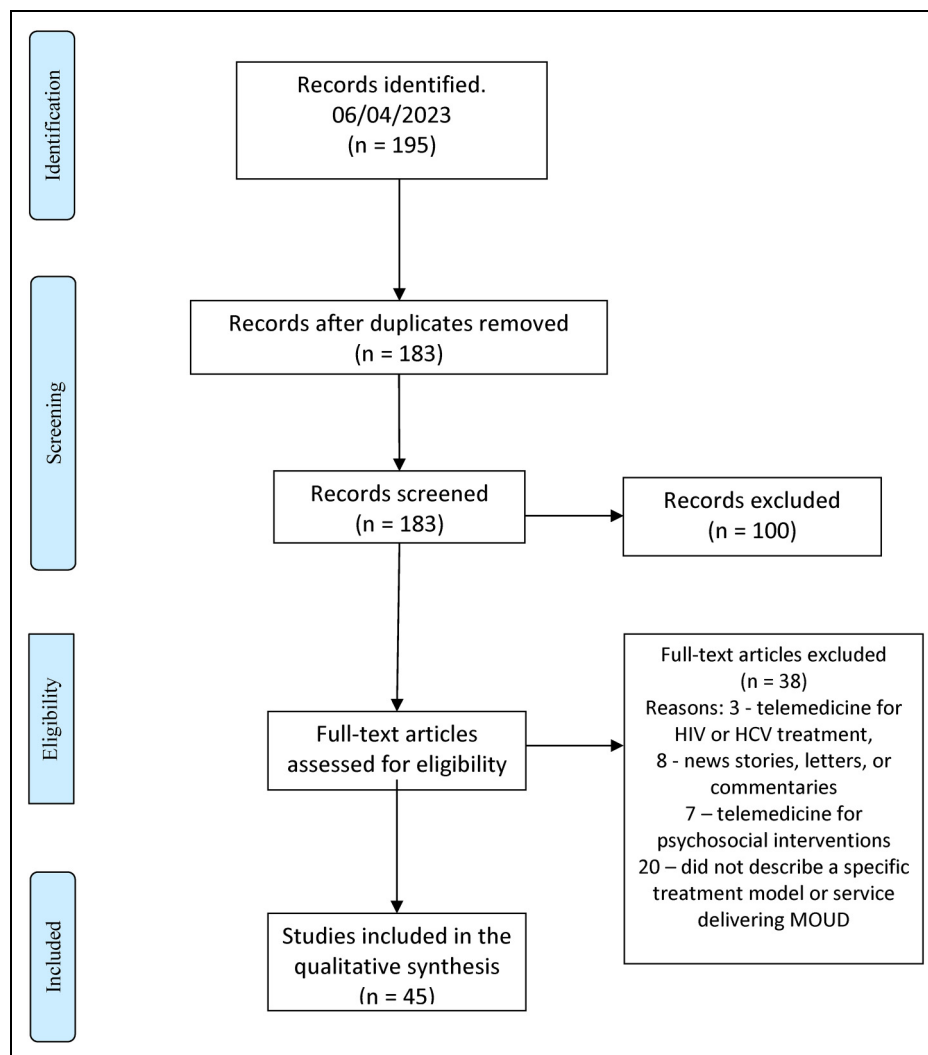 Identification
Records identified.
06/04/2023
(n = 195)
Screening
Records after duplicates removed
(n = 183)
Records screened
(n = 183)
Records excluded
(n = 100)
Eligibility
Full-text articles
assessed for eligibility
Full-text articles excluded
(n = 38)
Reasons: 3 - telemedicine for
HIV or HCV treatment,
8 - news stories, letters, or
commentaries
7 – telemedicine for
psychosocial interventions
20 – did not describe a specific
treatment model or service
delivering MOUD
Included
Studies included in the
qualitative synthesis
(n = 45)